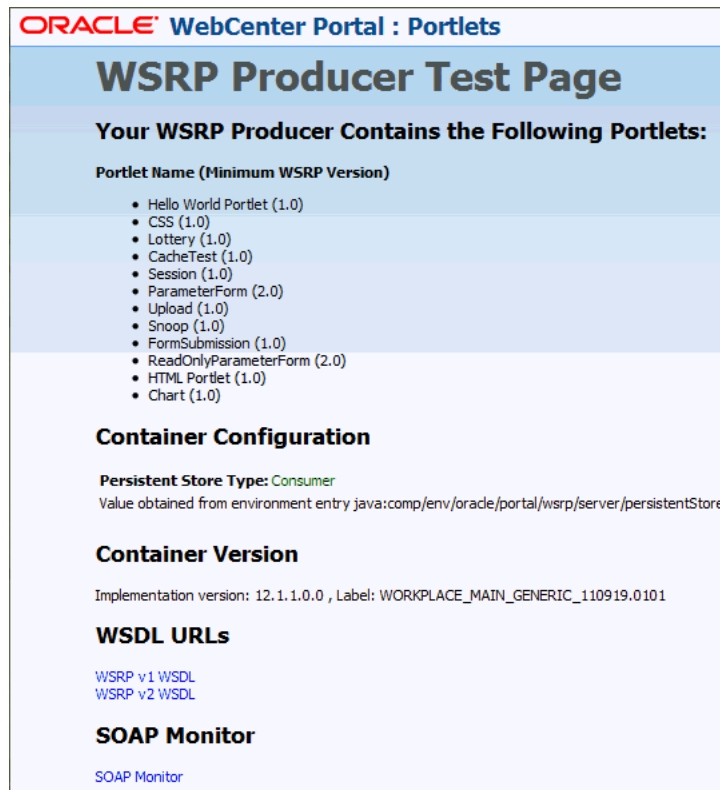 ORACLE WebCenter Portal : Portlets
WSRP Producer Test Page
Your WSRP Producer Contains the Following Portlets:
Portlet Name (Minimum WSRP Version)
• Hello World Portlet (1.0)
• CSS (1.0)
• Lottery (1.0)
• CacheTest (1.0)
• Session (1.0)
• ParameterForm (2.0)
• Upload (1.0)
• Snoop (1.0)
• FormSubmission (1.0)
• ReadOnlyParameterForm (2.0)
• HTML Portlet (1.0)
• Chart (1.0)
Container Configuration
Persistent Store Type: Consumer
Value obtained from environment entry java:comp/env/oracle/portal/wsrp/server/persistentStore
Container Version
Implementation version: 12.1.1.0.0 , Label: WORKPLACE_MAIN_GENERIC_110919.0101
WSDL URLs
WSRP v1 WSDL
WSRP v2 WSDL
SOAP Monitor
SOAP Monitor